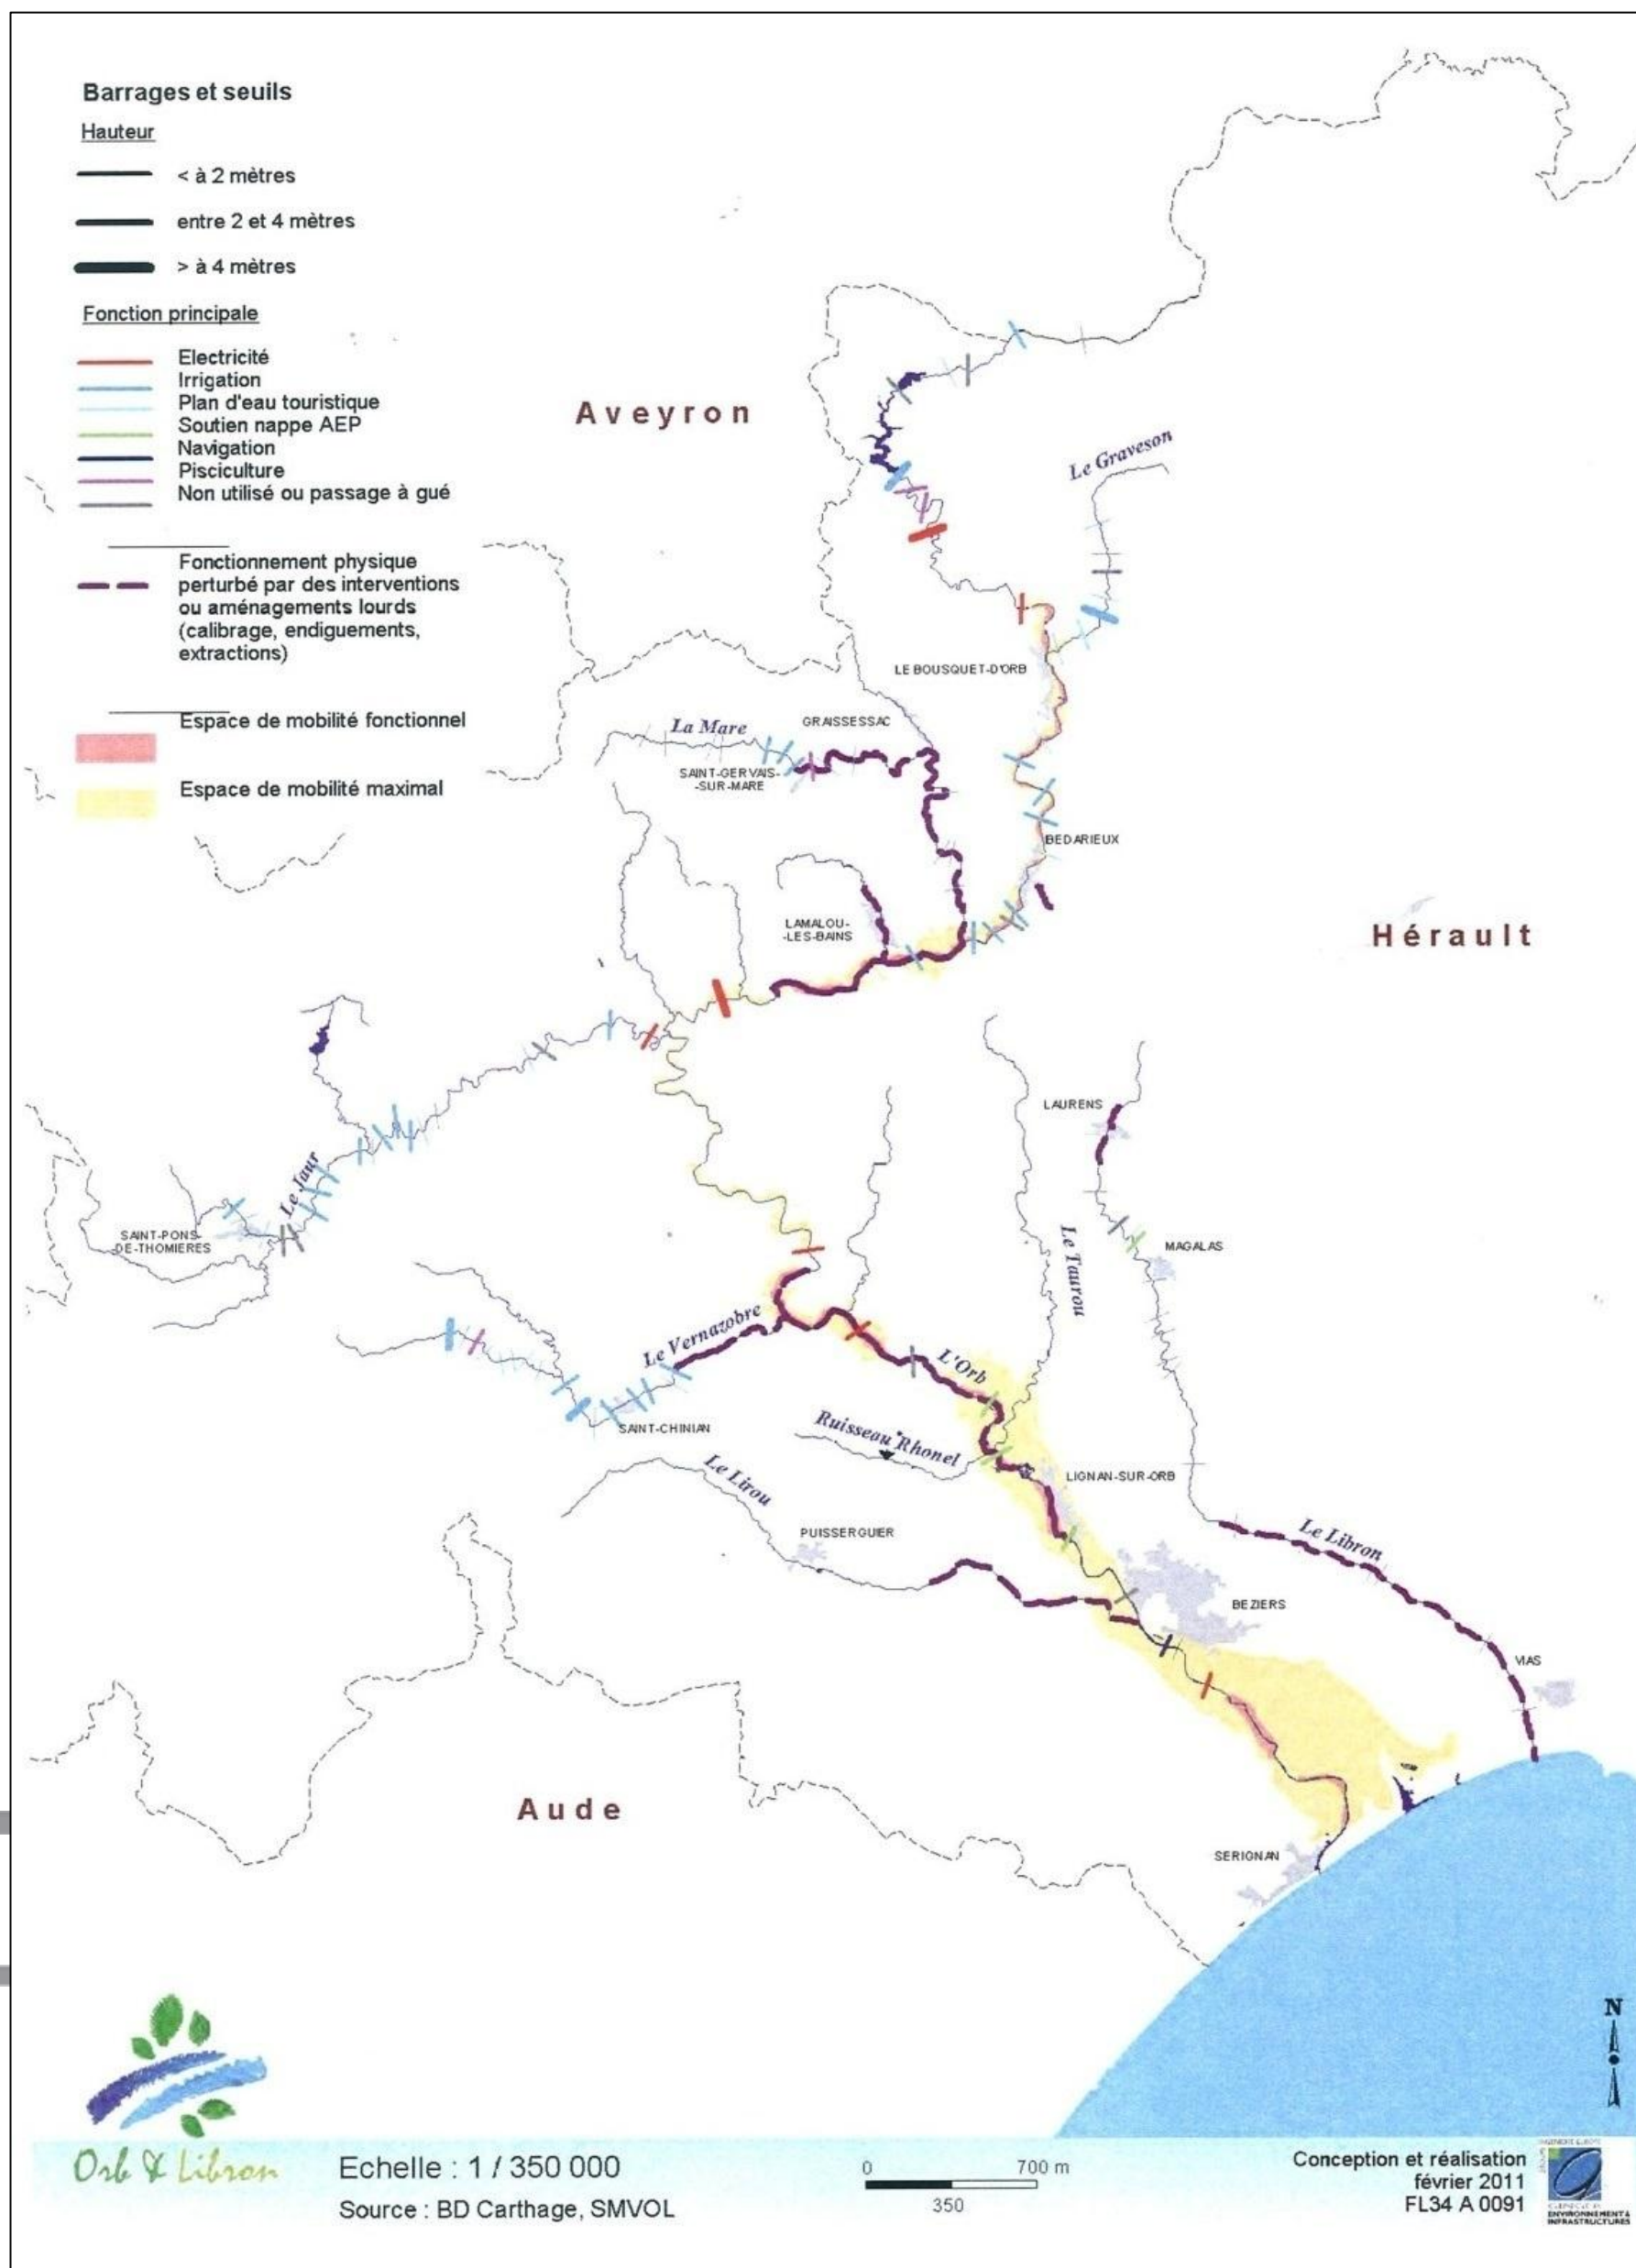 Barrages et seuils
Hauteur
< à 2 mètres
entre 2 et 4 mètres
> à 4 mètres
Fonction principale
Electricité
Irrigation
Plan d'eau touristique
Soutien nappe AEP
Navigation
Pisciculture
Non utilisé ou passage à gué
Fonctionnement physique
perturbé par des interventions
ou aménagements lourds
(calibrage, endiguements,
extractions)
Espace de mobilité fonctionnel
Espace de mobilité maximal
Aveyron
Le Graveson
LE BOUSQUET-D'ORB
La Mare
GRAISSESSAC
SAINT-GERVAIS-
-SUR-MARE
BEDARIEUX
LAMALOU-
-LES-BAINS
Hérault
LAURENS
Le Jaur
SAINT-PONS-
-DE-THOMIERES
Le Taurou
MAGALAS
Le Vernazobre
L'Orb
SAINT-CHINIAN
Ruisseau Rhonel
Le Lirou
LIGNAN-SUR-ORB
PUISSERGUIER
Le Libron
BEZIERS
VIAS
Aude
SERIGNAN
N
Orb & Libron
Echelle : 1 / 350 000
Source : BD Carthage, SMVOL
0 700 m
350
Conception et réalisation
février 2011
FL34 A 0091
ENVIRONNEMENT &
INFRASTRUCTURES